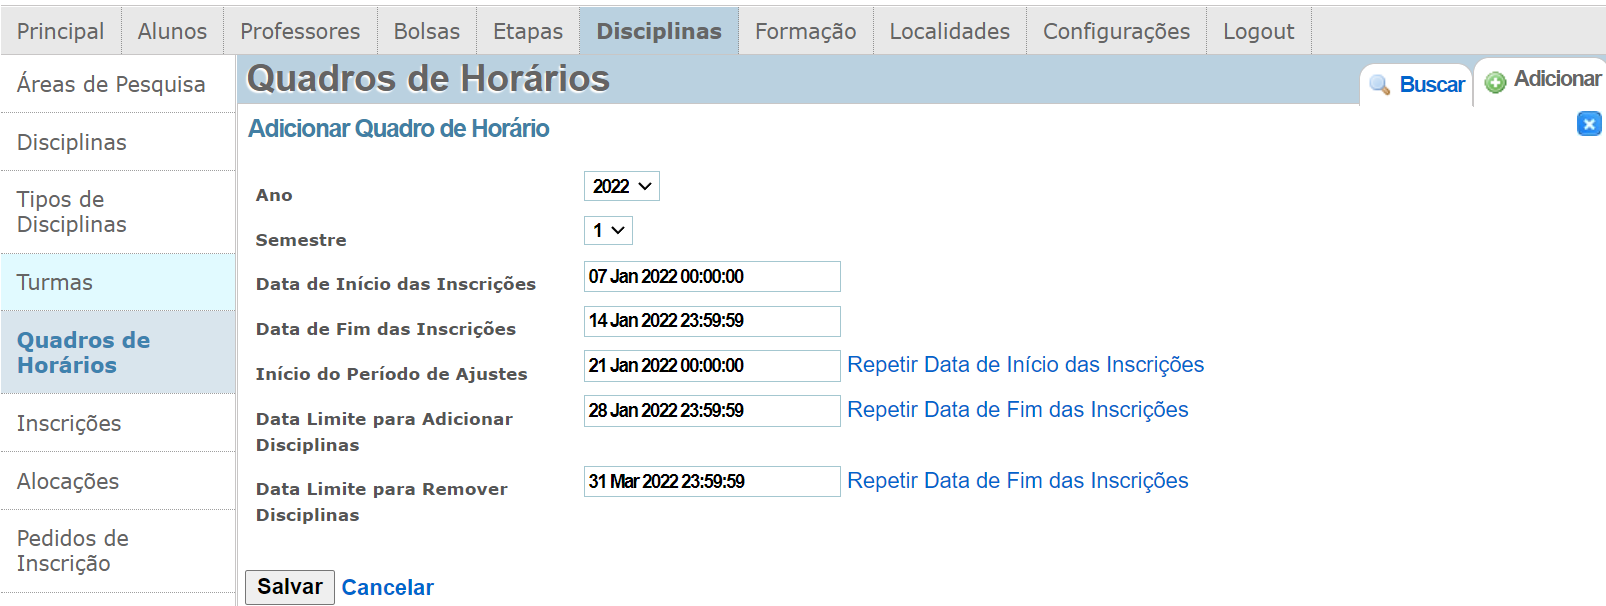 Principal Alunos Professores Bolsas Etapas Disciplinas Formação Localidades Configurações Logout
Áreas de Pesquisa
Disciplinas
Tipos de
Disciplinas
Turmas
Quadros de
Horários
Inscrições
Alocações
Pedidos de
Inscrição
Quadros de Horários
Buscar
Adicionar
Adicionar Quadro de Horário
Ano 2022
Semestre 1
Data de Início das Inscrições 07 Jan 2022 00:00:00
Data de Fim das Inscrições 14 Jan 2022 23:59:59
Início do Período de Ajustes 21 Jan 2022 00:00:00 Repetir Data de Início das Inscrições
Data Limite para Adicionar
Disciplinas
28 Jan 2022 23:59:59 Repetir Data de Fim das Inscrições
Data Limite para Remover
Disciplinas
31 Mar 2022 23:59:59 Repetir Data de Fim das Inscrições
Salvar Cancelar